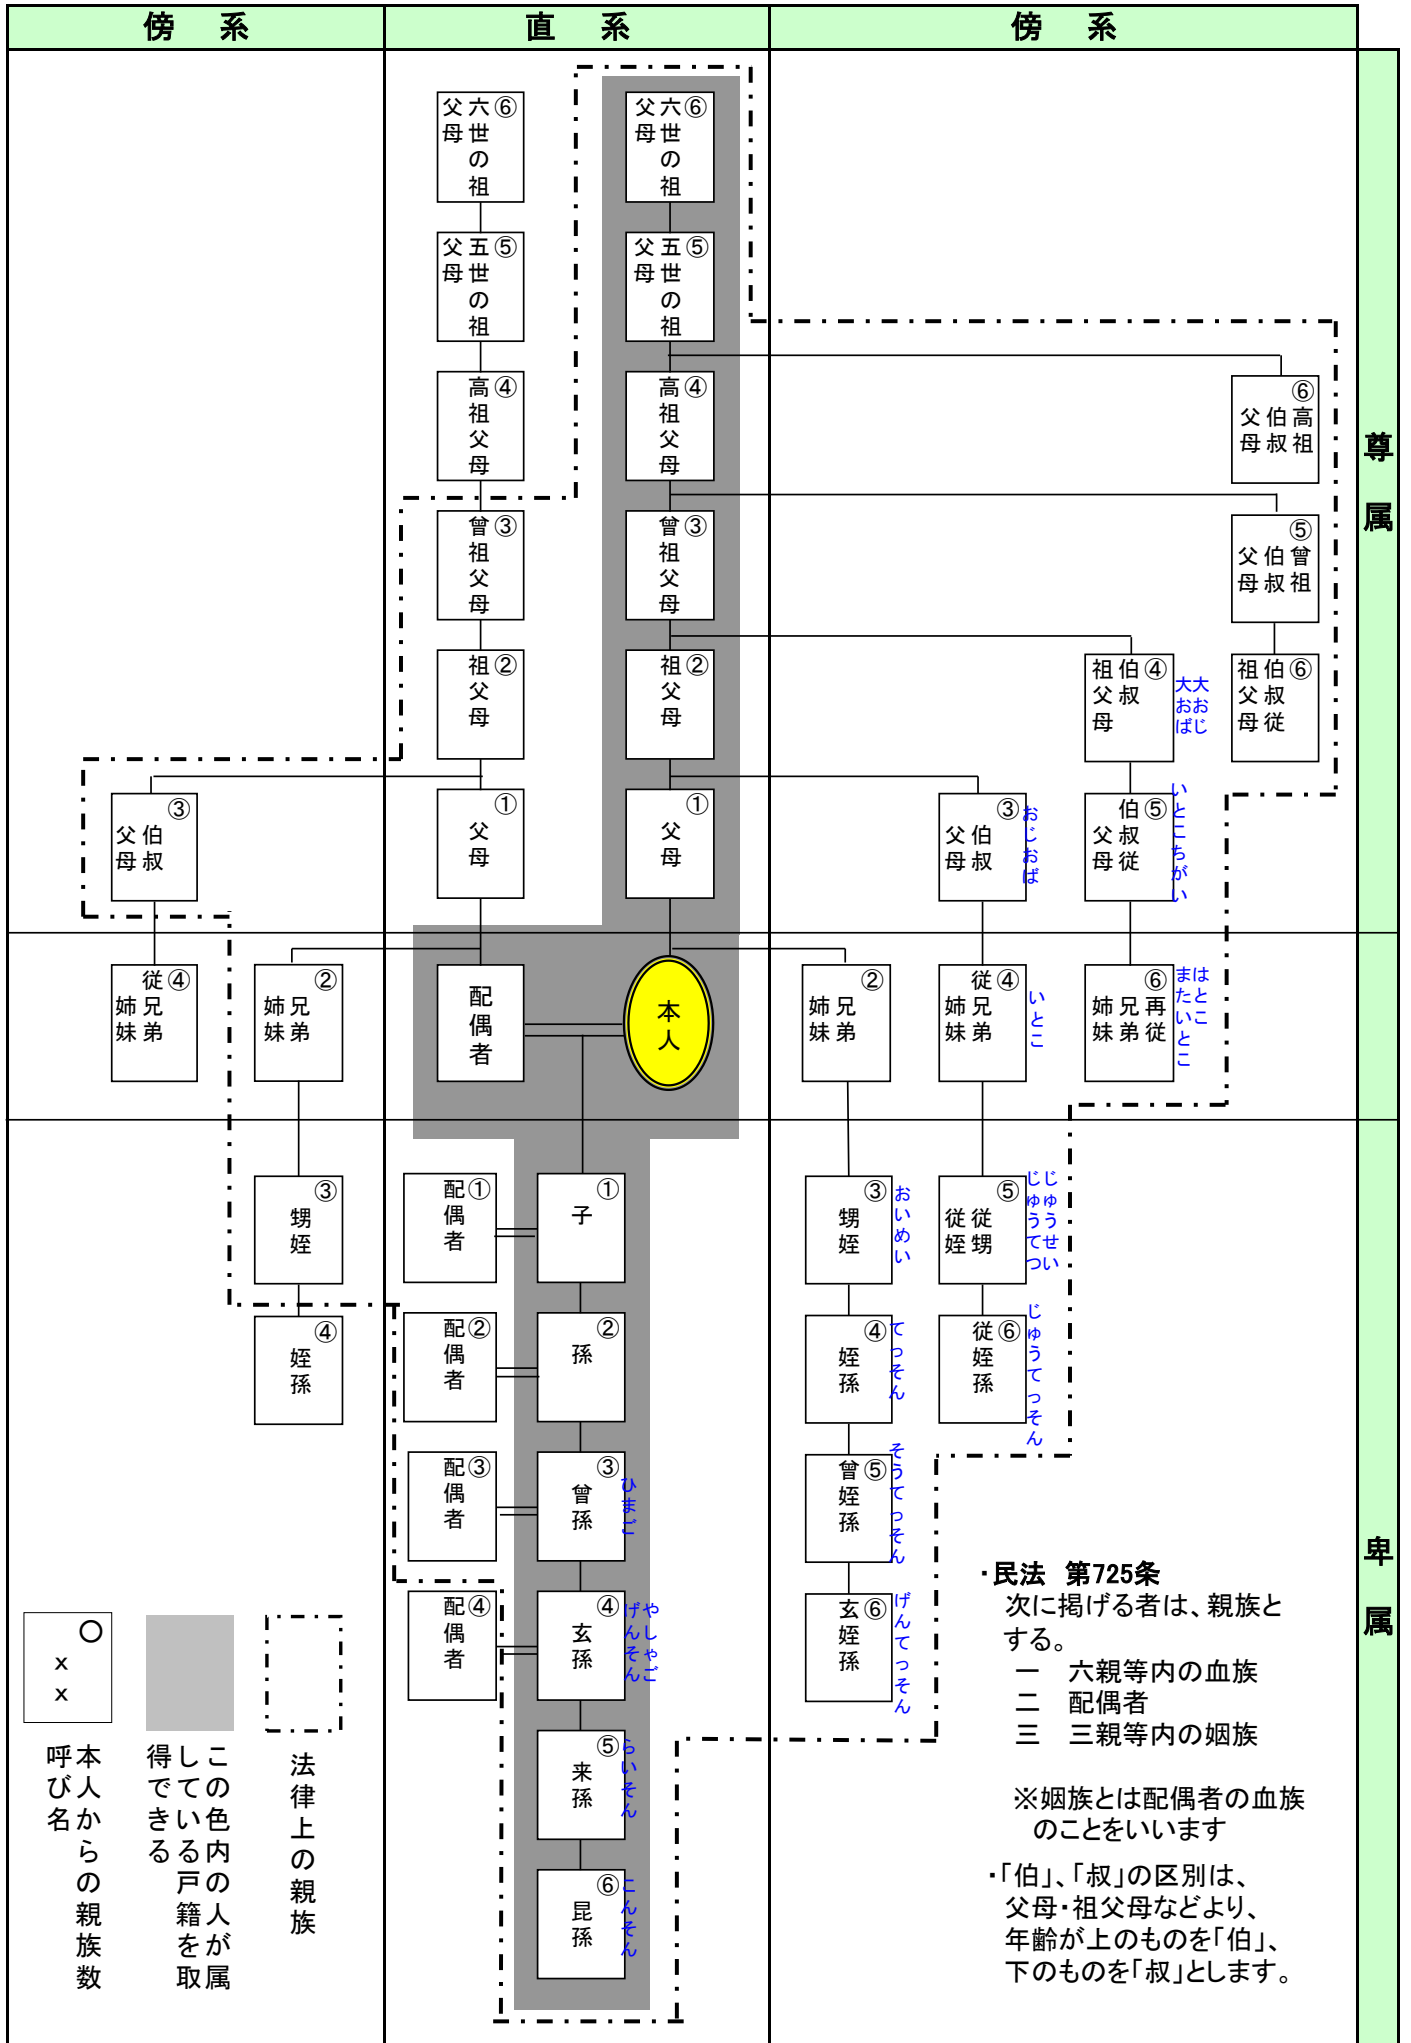 傍　系
直　系
傍　系
尊　属
卑　属
⑥
六世の祖
父母
⑥
六世の祖
父母
⑤
五世の祖
父母
⑤
五世の祖
父母
④
高祖父母
④
高祖父母
⑥
高祖
伯叔
父母
③
曾祖父母
③
曾祖父母
⑤
曾祖
伯叔
父母
②
祖父母
②
祖父母
④
伯叔
祖父母
大おじ
大おば
⑥
伯叔従
祖父母
③
伯叔
父母
①
父母
①
父母
③
伯叔
父母
おじおば
⑤
伯叔従
父母
いとこちがい
④
従兄弟
姉妹
②
兄弟
姉妹
配偶者
本人
②
兄弟
姉妹
④
従兄弟
姉妹
いとこ
⑥
再従
兄弟
姉妹
はとこ
またいとこ
③
甥姪
①
配偶者
①
子
③
甥姪
おいめい
⑤
従甥
従姪
じゅうせい
じゅうてつ
④
姪孫
②
配偶者
②
孫
④
姪孫
てっそん
⑥
従姪孫
じゅうてっそん
③
配偶者
③
曾孫
ひまご
⑤
曾姪孫
そうてっそん
④
配偶者
④
玄孫
やしゃご
げんそん
⑥
玄姪孫
げんてっそん
⑤
来孫
らいそん
⑥
昆孫
こんそん
○
x
x
本人からの親族数
呼び名
この色内の人が属
している戸籍を取
得できる
法律上の親族
・民法　第725条
次に掲げる者は、親族と
する。
一　六親等内の血族
二　配偶者
三　三親等内の姻族
※姻族とは配偶者の血族
のことをいいます
・「伯」、「叔」の区別は、
父母・祖父母などより、
年齢が上のものを「伯」、
下のものを「叔」とします。